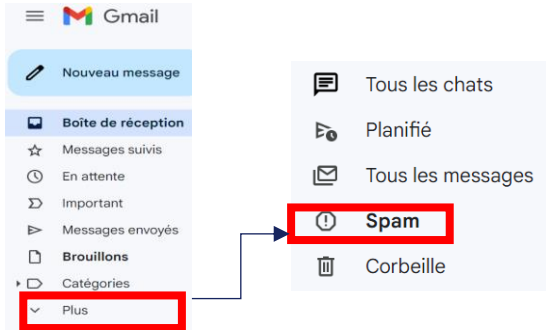 Gmail
Nouveau message
Boîte de réception
Messages suivis
En attente
Important
Messages envoyés
Brouillons
Catégories
Plus
Tous les chats
Planifié
Tous les messages
Spam
Corbeille